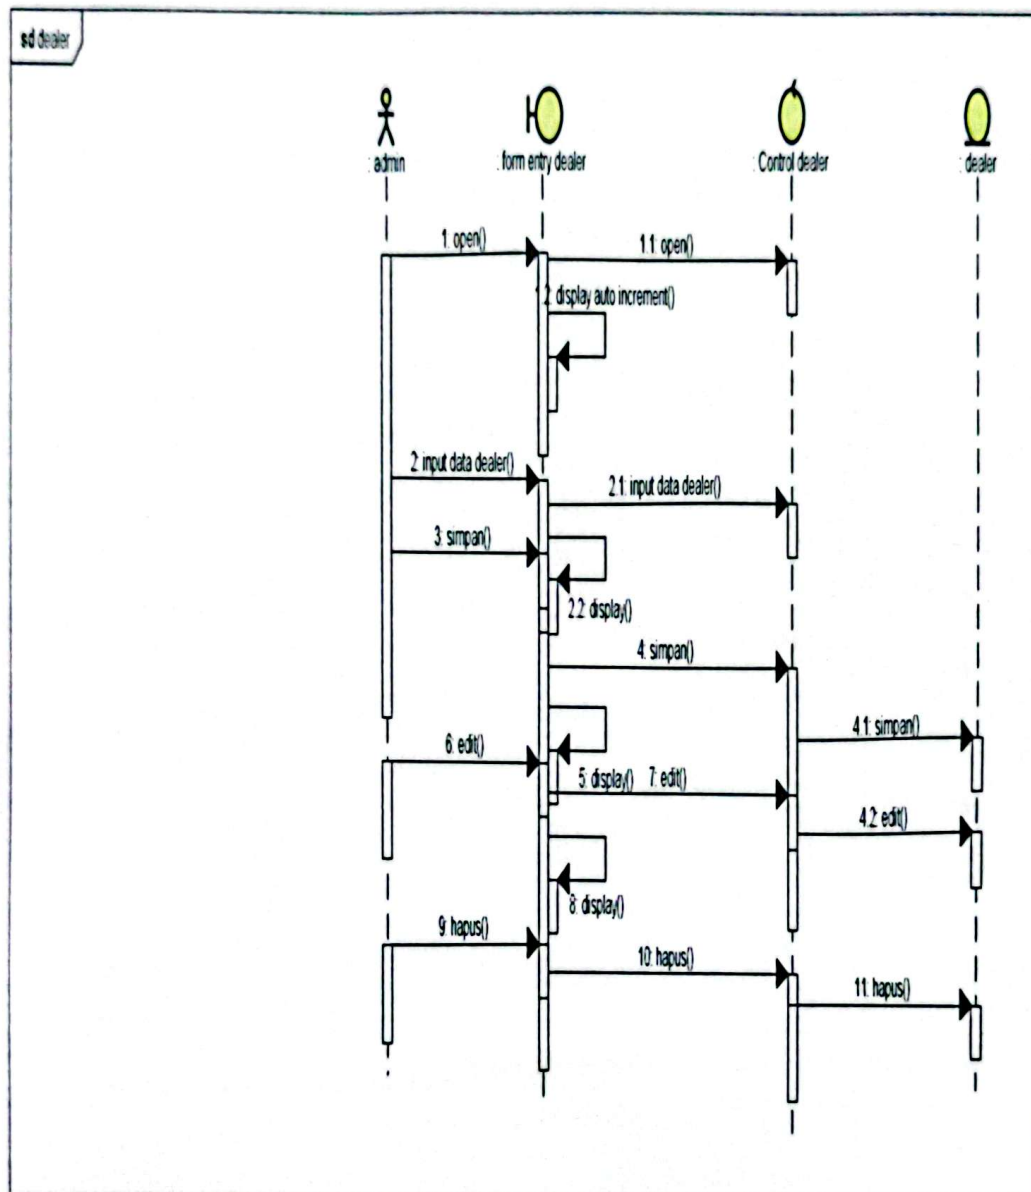 sd dealer
: admin
: form entry dealer
: Control dealer
: dealer
1: open()
1.1: open()
1.2: display auto increment()
2: input data dealer()
2.1: input data dealer()
3: simpan()
2.2: display()
4: simpan()
4.1: simpan()
6: edit()
5: display()
7: edit()
4.2: edit()
8: display()
9: hapus()
10: hapus()
11: hapus()